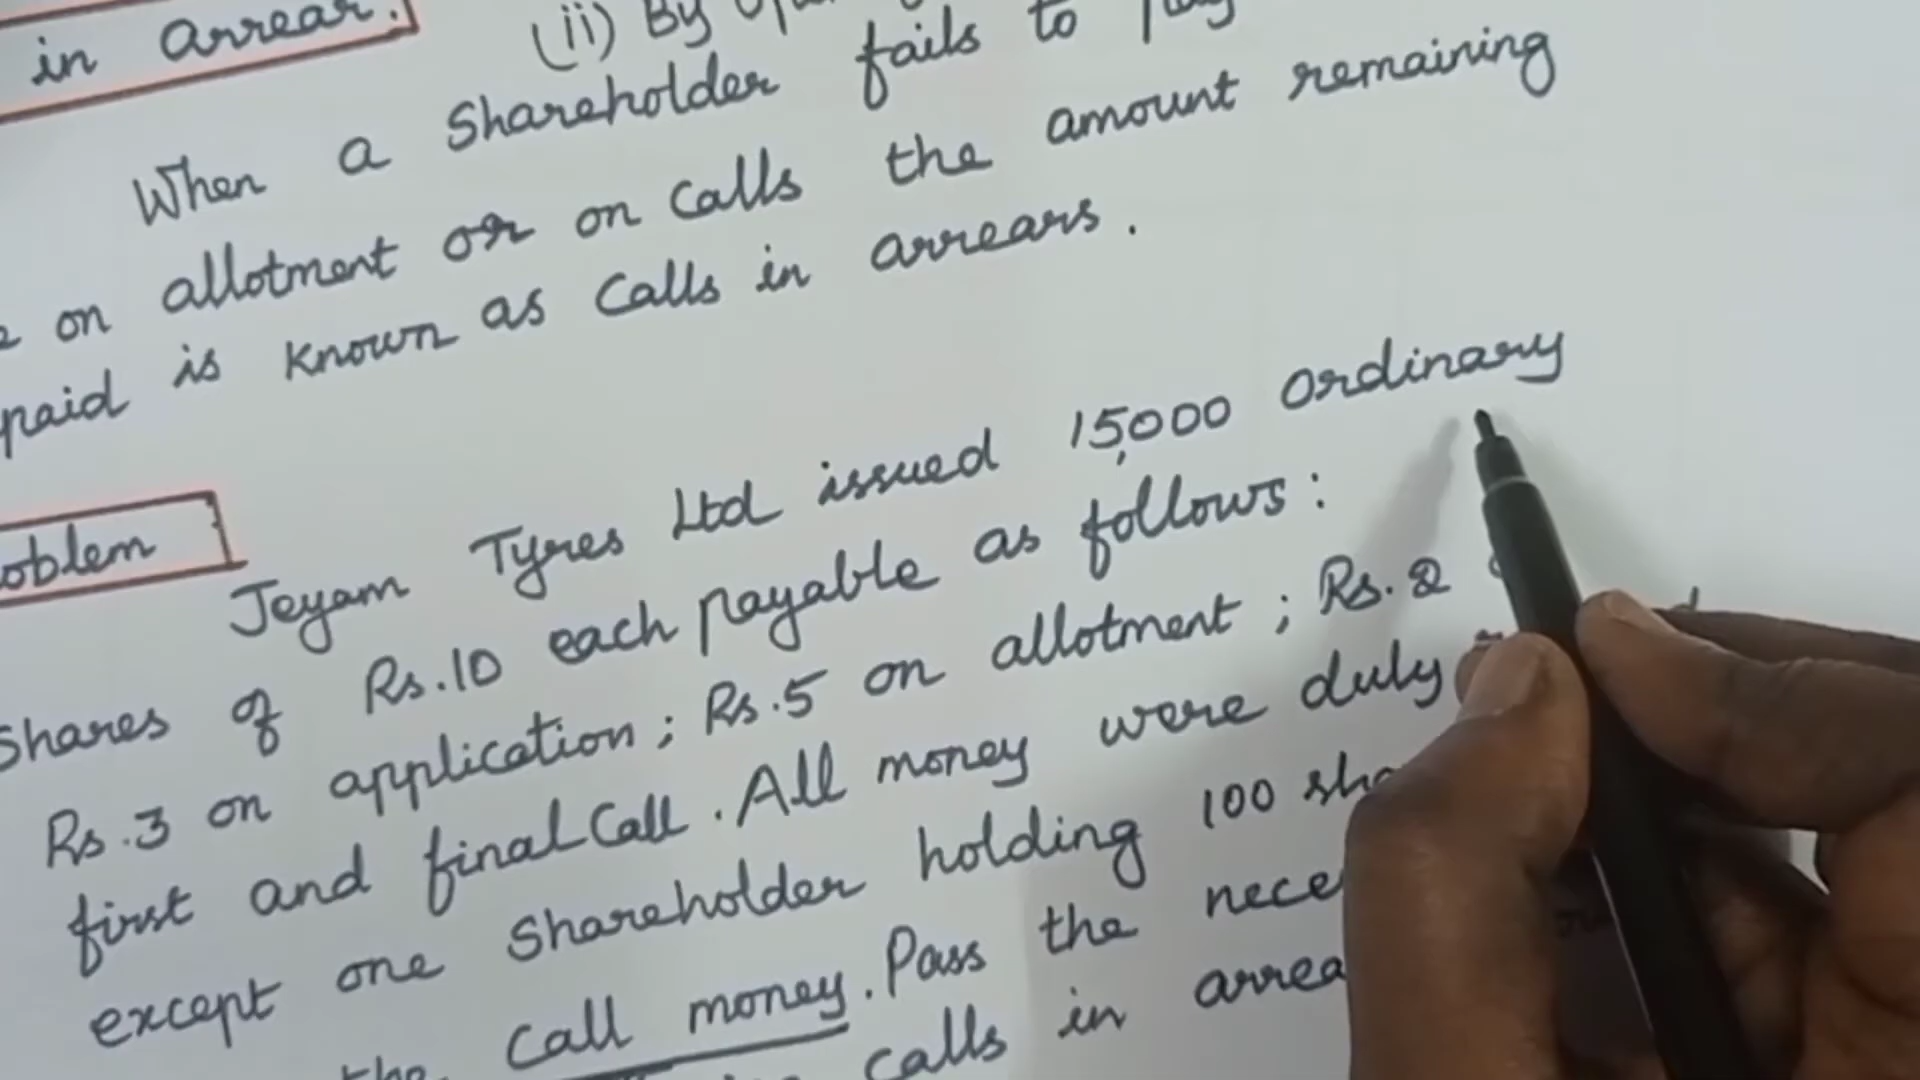 in arrear.
(ii) By
When a Shareholder fails to pay
on allotment or on calls the amount remaining
paid is known as calls in arrears.
Jeyam Tyres Ltd issued 15,000 ordinary
Shares of Rs.10 each payable as follows:
Rs.3 on application; Rs.5 on allotment; Rs.2
first and final Call. All money were duly
except one Shareholder holding 100
the Call money. Pass the
calls in